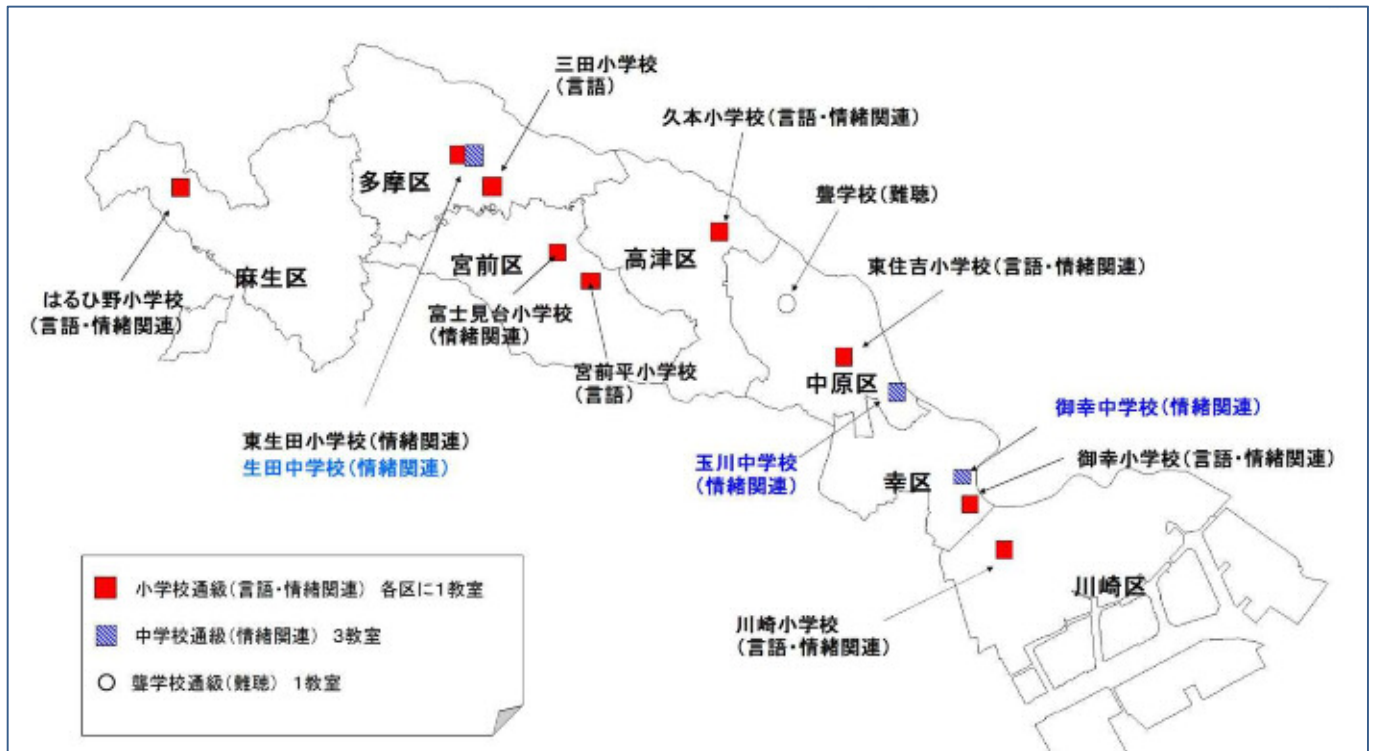 三田小学校
(言語)
久本小学校(言語・情緒関連)
多摩区
聾学校(難聴)
宮前区
高津区
東住吉小学校(言語・情緒関連)
麻生区
はるひ野小学校
(言語・情緒関連)
富士見台小学校
(情緒関連)
宮前平小学校
(言語)
中原区
御幸中学校(情緒関連)
東生田小学校(情緒関連)
生田中学校(情緒関連)
玉川中学校
(情緒関連)
御幸小学校(言語・情緒関連)
幸区
川崎区
川崎小学校
(言語・情緒関連)
小学校通級(言語・情緒関連) 各区に1教室
中学校通級(情緒関連) 3教室
聾学校通級(難聴) 1教室